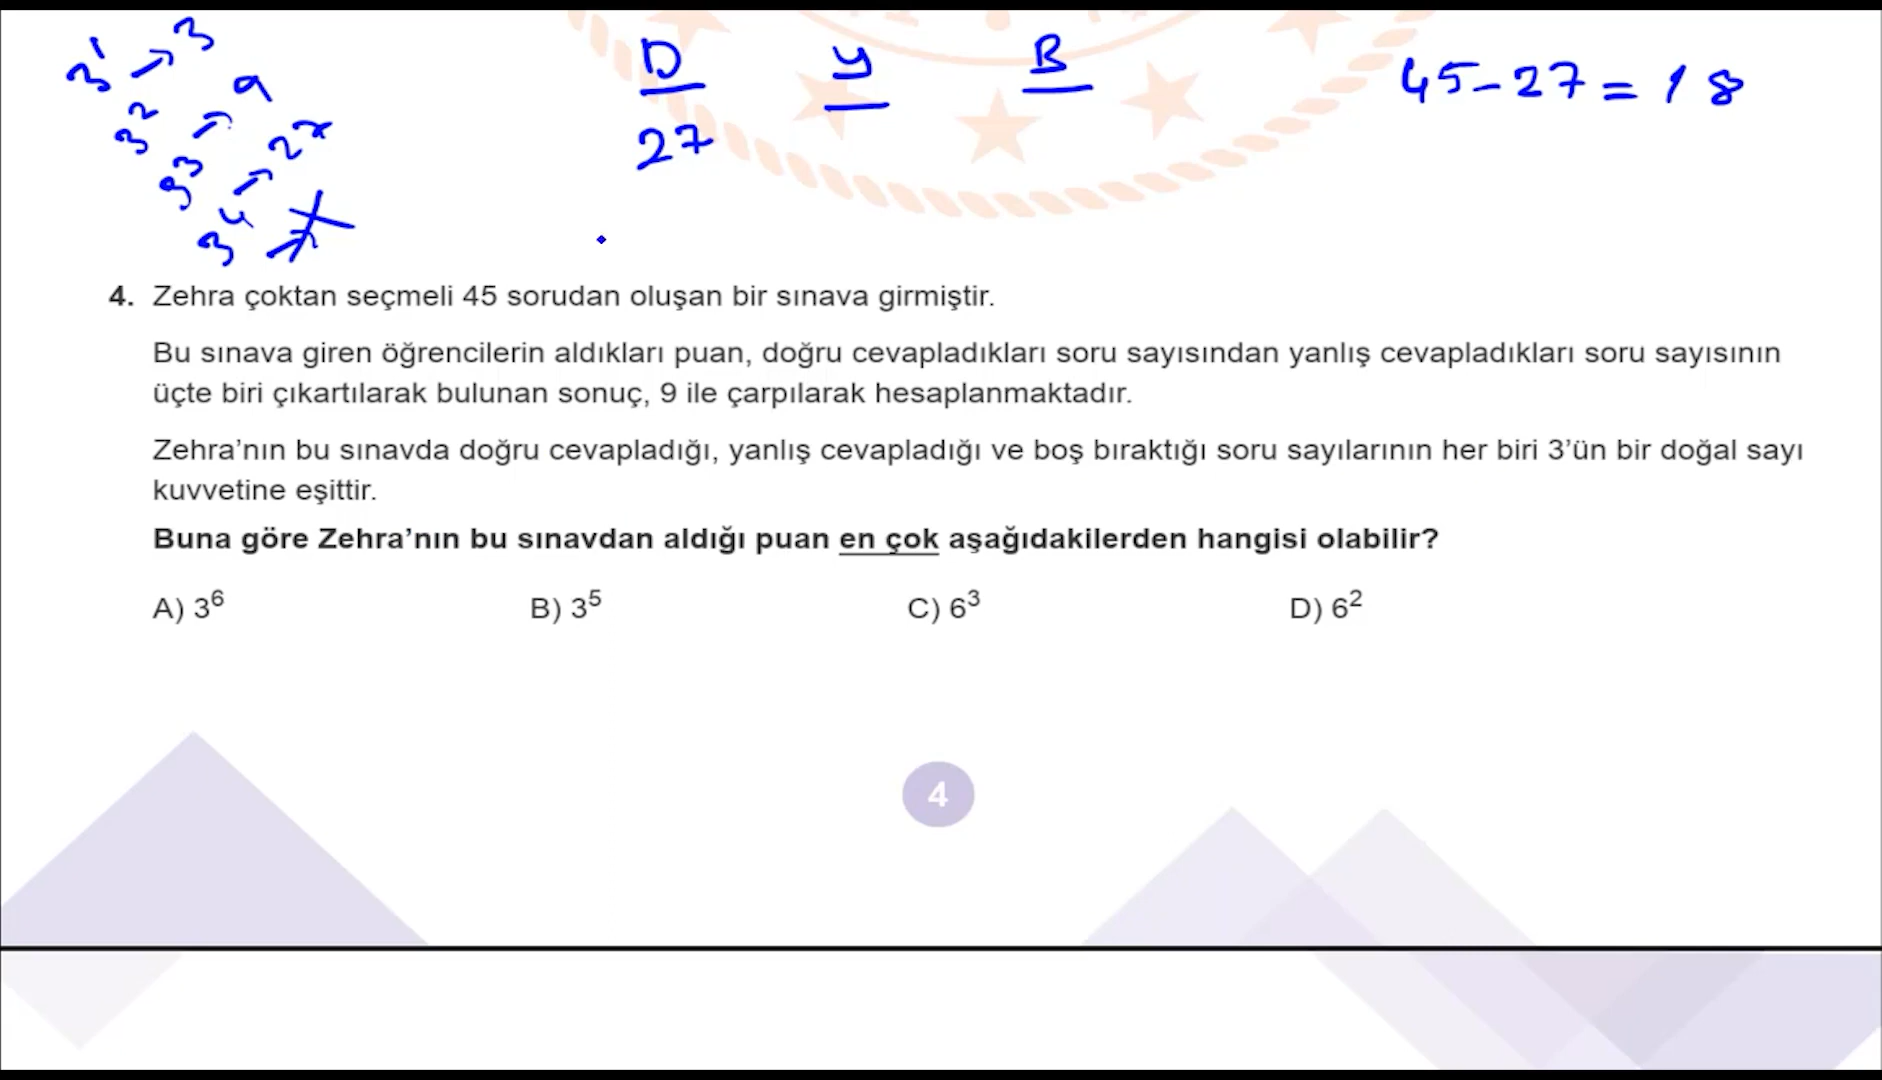 3¹ → 3
3² → 9
3³ → 27
3⁴ →
D Y B
27
45-27=18
4. Zehra çoktan seçmeli 45 sorudan oluşan bir sınava girmiştir.
Bu sınava giren öğrencilerin aldıkları puan, doğru cevapladıkları soru sayısından yanlış cevapladıkları soru sayısının
üçte biri çıkartılarak bulunan sonuç, 9 ile çarpılarak hesaplanmaktadır.
Zehra’nın bu sınavda doğru cevapladığı, yanlış cevapladığı ve boş bıraktığı soru sayılarının her biri 3’ün bir doğal sayı
kuvvetine eşittir.
Buna göre Zehra’nın bu sınavdan aldığı puan en çok aşağıdakilerden hangisi olabilir?
A) 3⁶ B) 3⁵ C) 6³ D) 6²
4